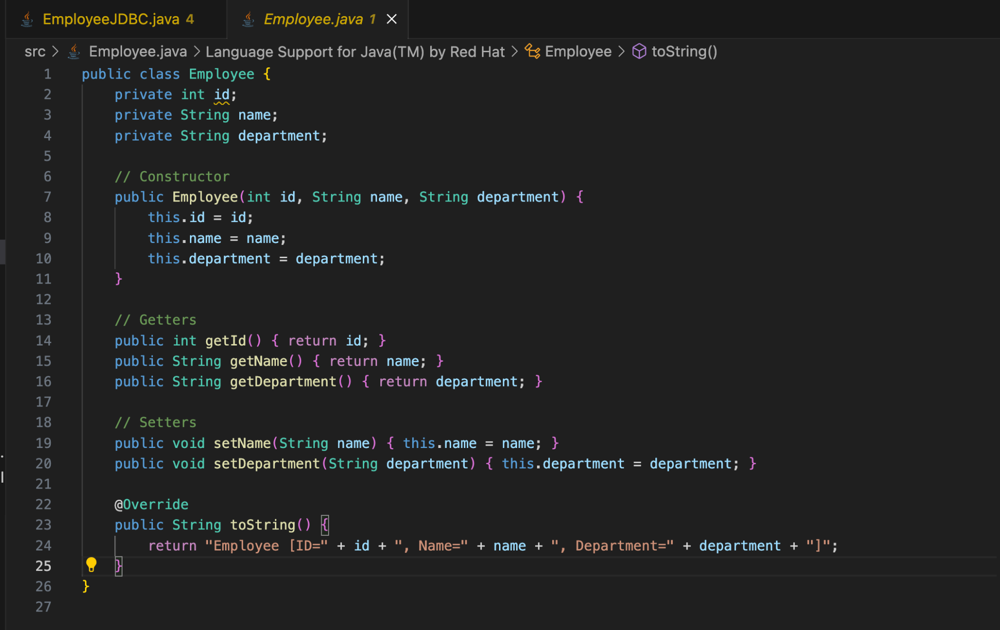 EmployeeJDBC.java 4 Employee.java 1
src > Employee.java > Language Support for Java(TM) by Red Hat > Employee > toString()
1 public class Employee {
2     private int id;
3     private String name;
4     private String department;
5
6     // Constructor
7     public Employee(int id, String name, String department) {
8         this.id = id;
9         this.name = name;
10         this.department = department;
11     }
12
13     // Getters
14     public int getId() { return id; }
15     public String getName() { return name; }
16     public String getDepartment() { return department; }
17
18     // Setters
19     public void setName(String name) { this.name = name; }
20     public void setDepartment(String department) { this.department = department; }
21
22     @Override
23     public String toString() {
24         return "Employee [ID=" + id + ", Name=" + name + ", Department=" + department + "]";
25     }
26 }
27